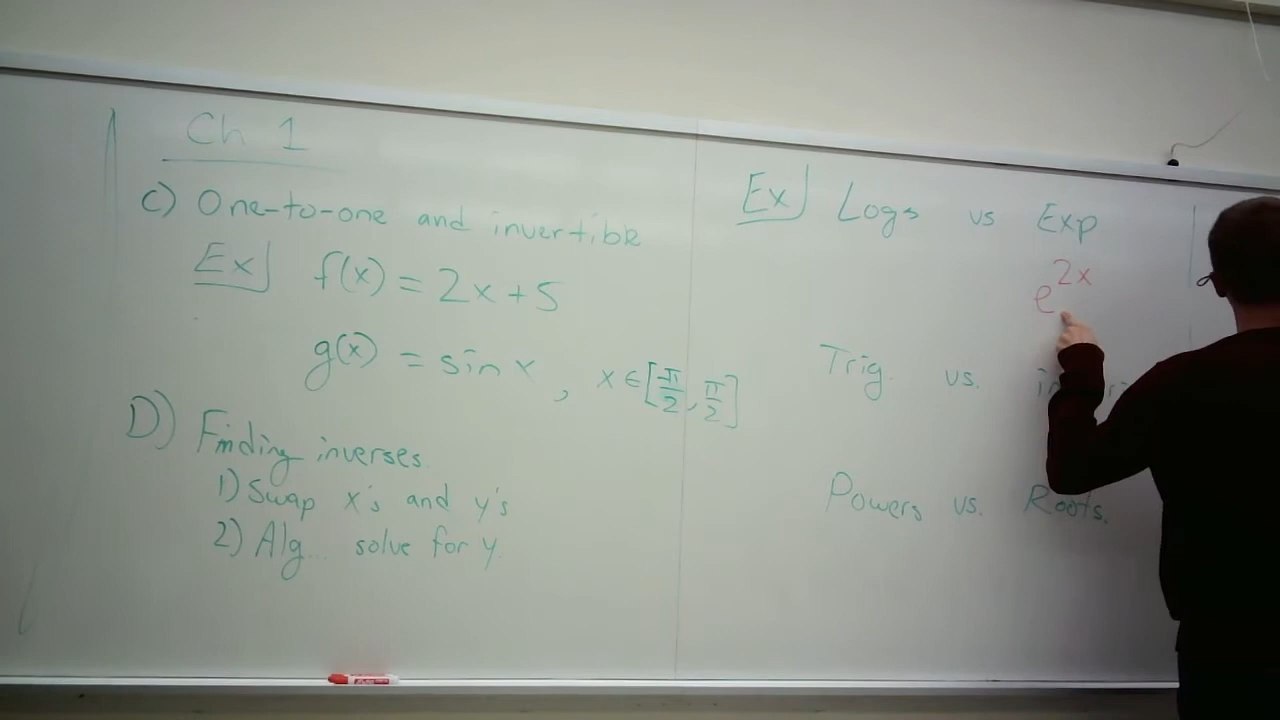 Ch 1
C) One-to-one and invertible
Ex f(x) = 2x+5
g(x) = sin x , x ∈ [-π/2, π/2]
D) Finding inverses.
1) Swap x's and y's
2) Alg... solve for y
Ex Logs vs Exp
e^2x
Trig. vs.
Powers vs. Roots.